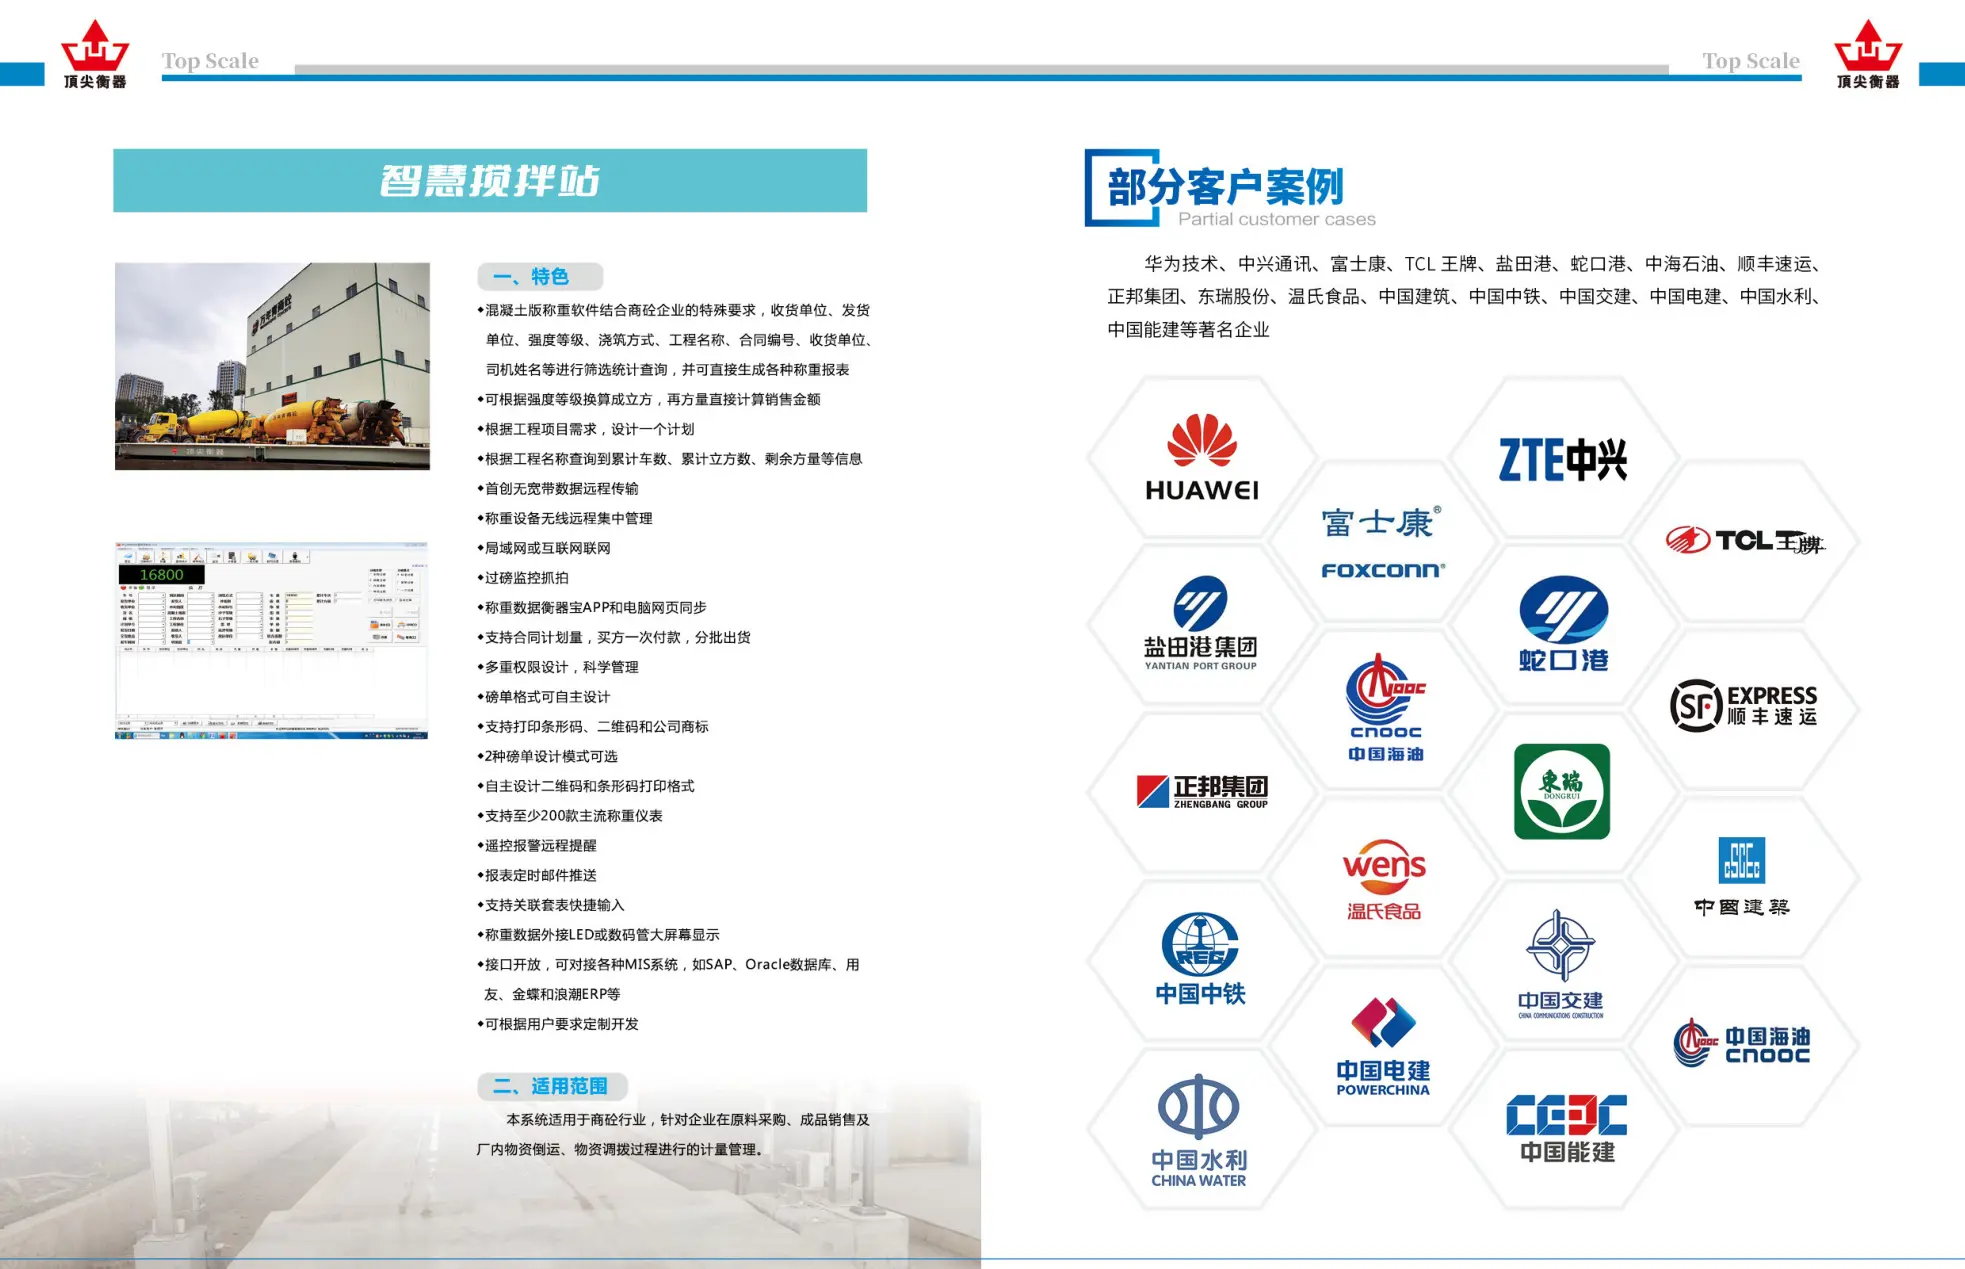 頂尖衡器
Top Scale
Top Scale
頂尖衡器
智慧搅拌站
万年青商砼
頂尖衡器
16800
一、特色
◆混凝土版称重软件结合商砼企业的特殊要求，收货单位、发货
单位、强度等级、浇筑方式、工程名称、合同编号、收货单位、
司机姓名等进行筛选统计查询，并可直接生成各种称重报表
◆可根据强度等级换算成立方，再方量直接计算销售金额
◆根据工程项目需求，设计一个计划
◆根据工程名称查询到累计车数、累计立方数、剩余方量等信息
◆首创无宽带数据远程传输
◆称重设备无线远程集中管理
◆局域网或互联网联网
◆过磅监控抓拍
◆称重数据衡器宝APP和电脑网页同步
◆支持合同计划量，买方一次付款，分批出货
◆多重权限设计，科学管理
◆磅单格式可自主设计
◆支持打印条形码、二维码和公司商标
◆2种磅单设计模式可选
◆自主设计二维码和条形码打印格式
◆支持至少200款主流称重仪表
◆遥控报警远程提醒
◆报表定时邮件推送
◆支持关联套表快捷输入
◆称重数据外接LED或数码管大屏幕显示
◆接口开放，可对接各种MIS系统，如SAP、Oracle数据库、用
友、金蝶和浪潮ERP等
◆可根据用户要求定制开发
二、适用范围
本系统适用于商砼行业，针对企业在原料采购、成品销售及
厂内物资倒运、物资调拨过程进行的计量管理。
部分客户案例
Partial customer cases
华为技术、中兴通讯、富士康、TCL 王牌、盐田港、蛇口港、中海石油、顺丰速运、
正邦集团、东瑞股份、温氏食品、中国建筑、中国中铁、中国交建、中国电建、中国水利、
中国能建等著名企业
HUAWEI
ZTE中兴
富士康®
FOXCONN®
TCL王牌
盐田港集团
YANTIAN PORT GROUP
蛇口港
CNOOC
中国海油
SF EXPRESS
顺丰速运
正邦集团
ZHENGBANG GROUP
東瑞
DONGRUI
wens
温氏食品
CSCEC
中國建築
CREC
中国中铁
中国交建
CHINA COMMUNICATIONS CONSTRUCTION
中国电建
POWERCHINA
中国海油
CNOOC
中国水利
CHINA WATER
CEEC
中国能建